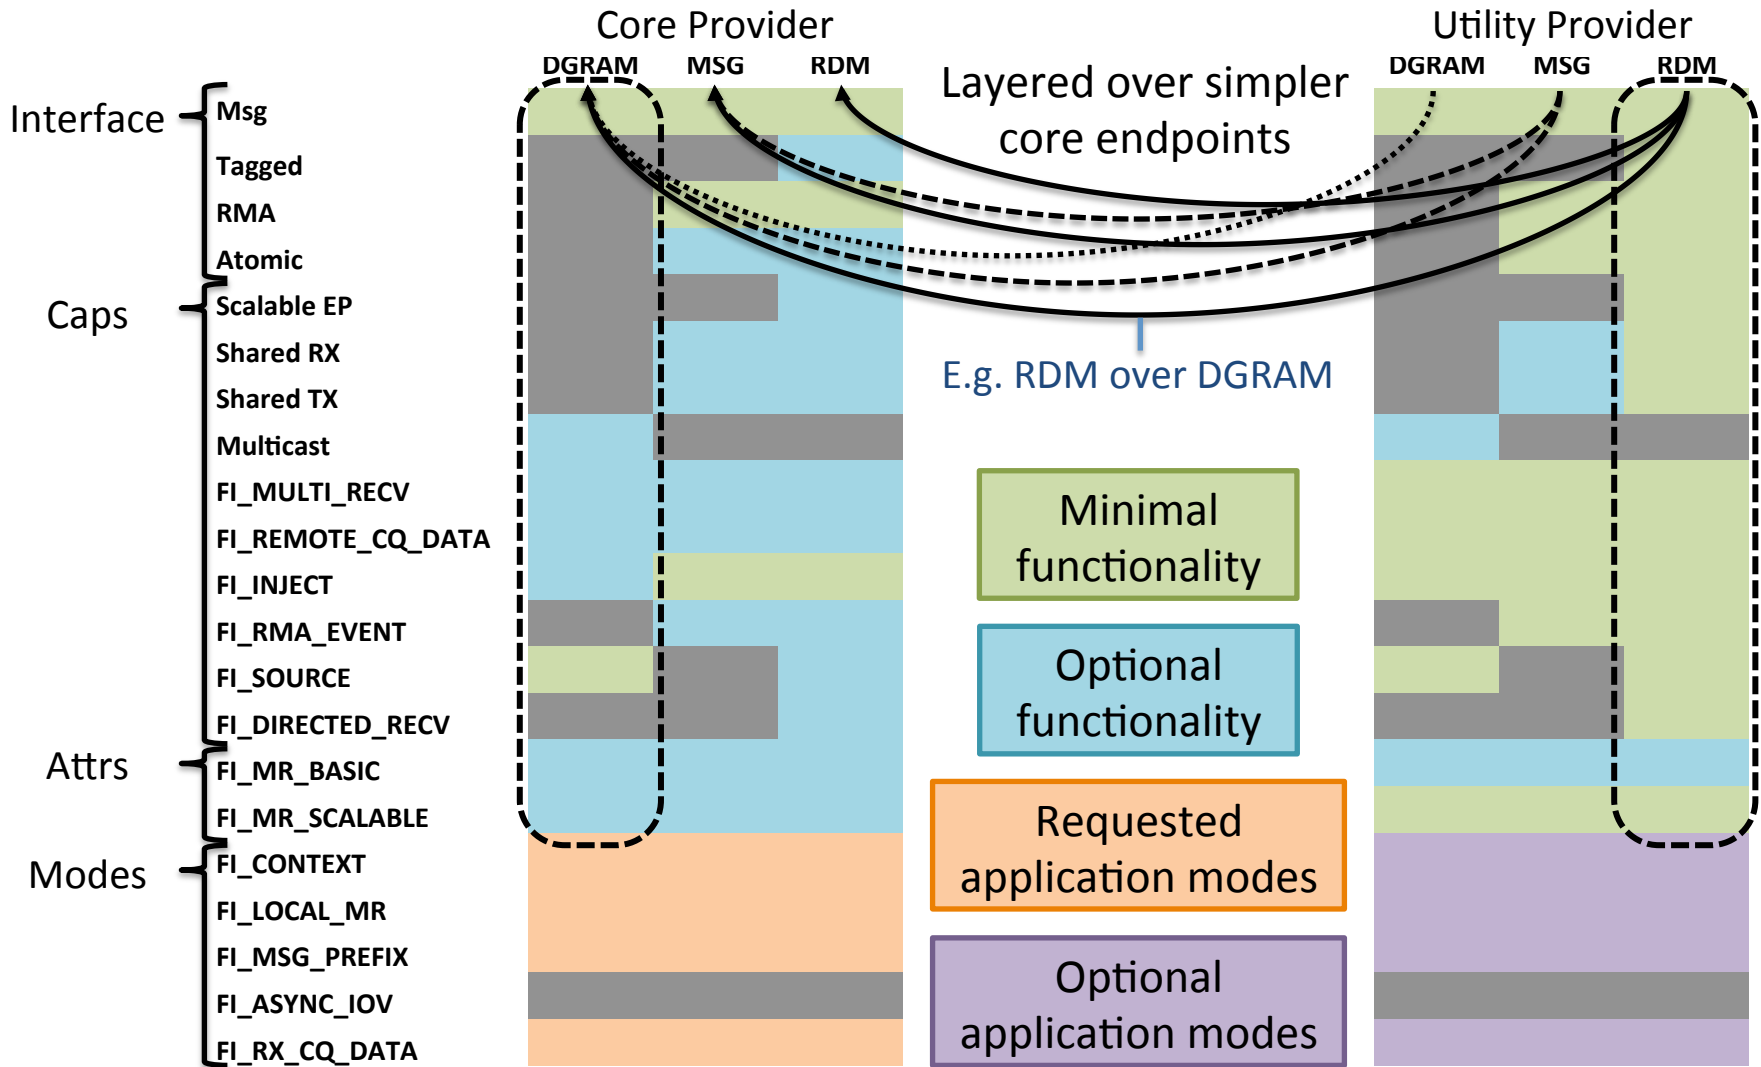 Core Provider
Utility Provider
DGRAM MSG RDM
DGRAM MSG RDM
Layered over simpler
core endpoints
E.g. RDM over DGRAM
Interface
Msg
Tagged
RMA
Atomic
Caps
Scalable EP
Shared RX
Shared TX
Multicast
FI_MULTI_RECV
FI_REMOTE_CQ_DATA
FI_INJECT
FI_RMA_EVENT
FI_SOURCE
FI_DIRECTED_RECV
Attrs
FI_MR_BASIC
FI_MR_SCALABLE
Modes
FI_CONTEXT
FI_LOCAL_MR
FI_MSG_PREFIX
FI_ASYNC_IOV
FI_RX_CQ_DATA
Minimal
functionality
Optional
functionality
Requested
application modes
Optional
application modes